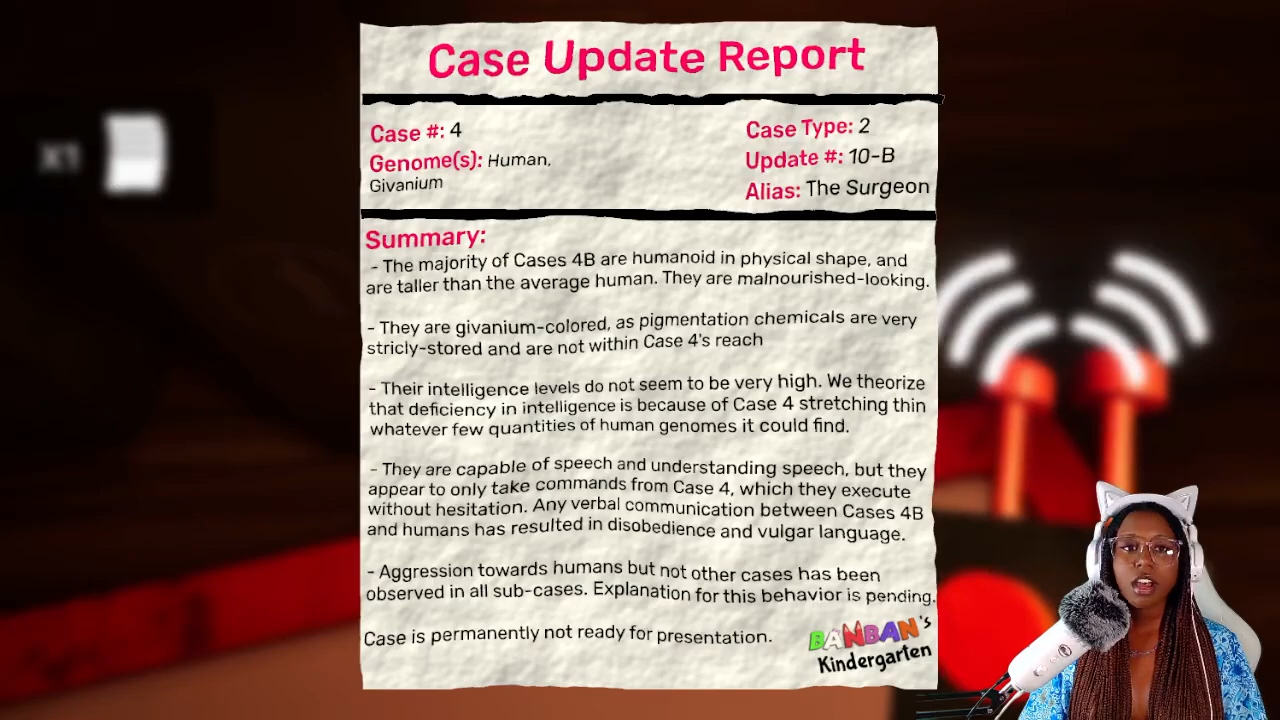 Case Update Report
Case #: 4
Genome(s): Human,
Givanium
Case Type: 2
Update #: 10-B
Alias: The Surgeon
Summary:
- The majority of Cases 4B are humanoid in physical shape, and
are taller than the average human. They are malnourished-looking.
- They are givanium-colored, as pigmentation chemicals are very
stricly-stored and are not within Case 4's reach
- Their intelligence levels do not seem to be very high. We theorize
that deficiency in intelligence is because of Case 4 stretching thin
whatever few quantities of human genomes it could find.
- They are capable of speech and understanding speech, but they
appear to only take commands from Case 4, which they execute
without hesitation. Any verbal communication between Cases 4B
and humans has resulted in disobedience and vulgar language.
- Aggression towards humans but not other cases has been
observed in all sub-cases. Explanation for this behavior is pending.
Case is permanently not ready for presentation.
BANBAN's
Kindergarten
X1